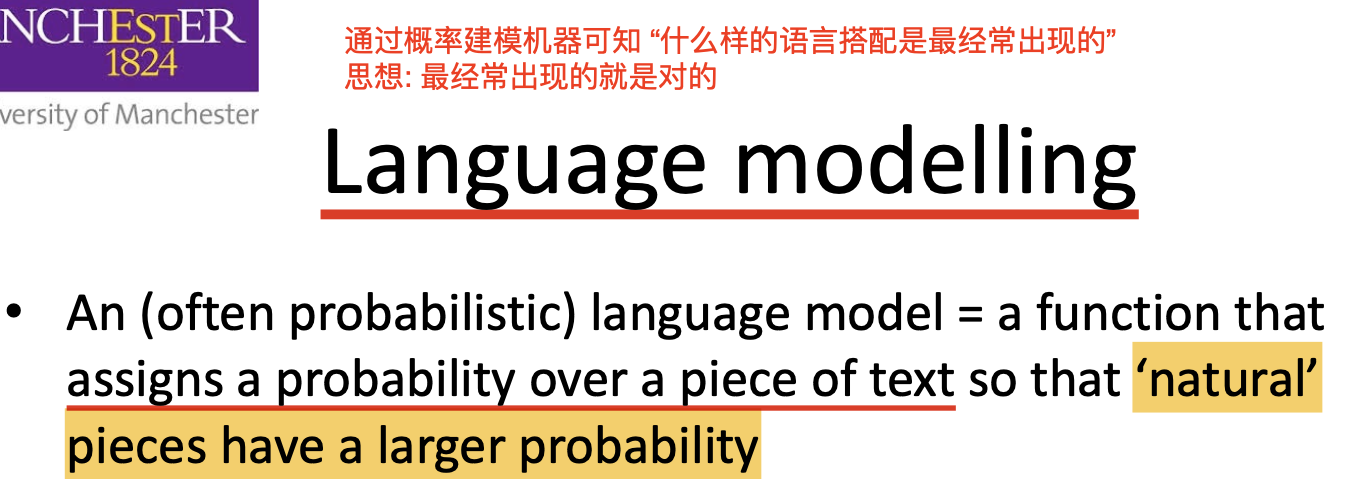 NCHESTER
1824
versity of Manchester
通过概率建模机器可知 “什么样的语言搭配是最经常出现的”
思想: 最经常出现的就是对的
Language modelling
• An (often probabilistic) language model = a function that
assigns a probability over a piece of text so that ‘natural’
pieces have a larger probability